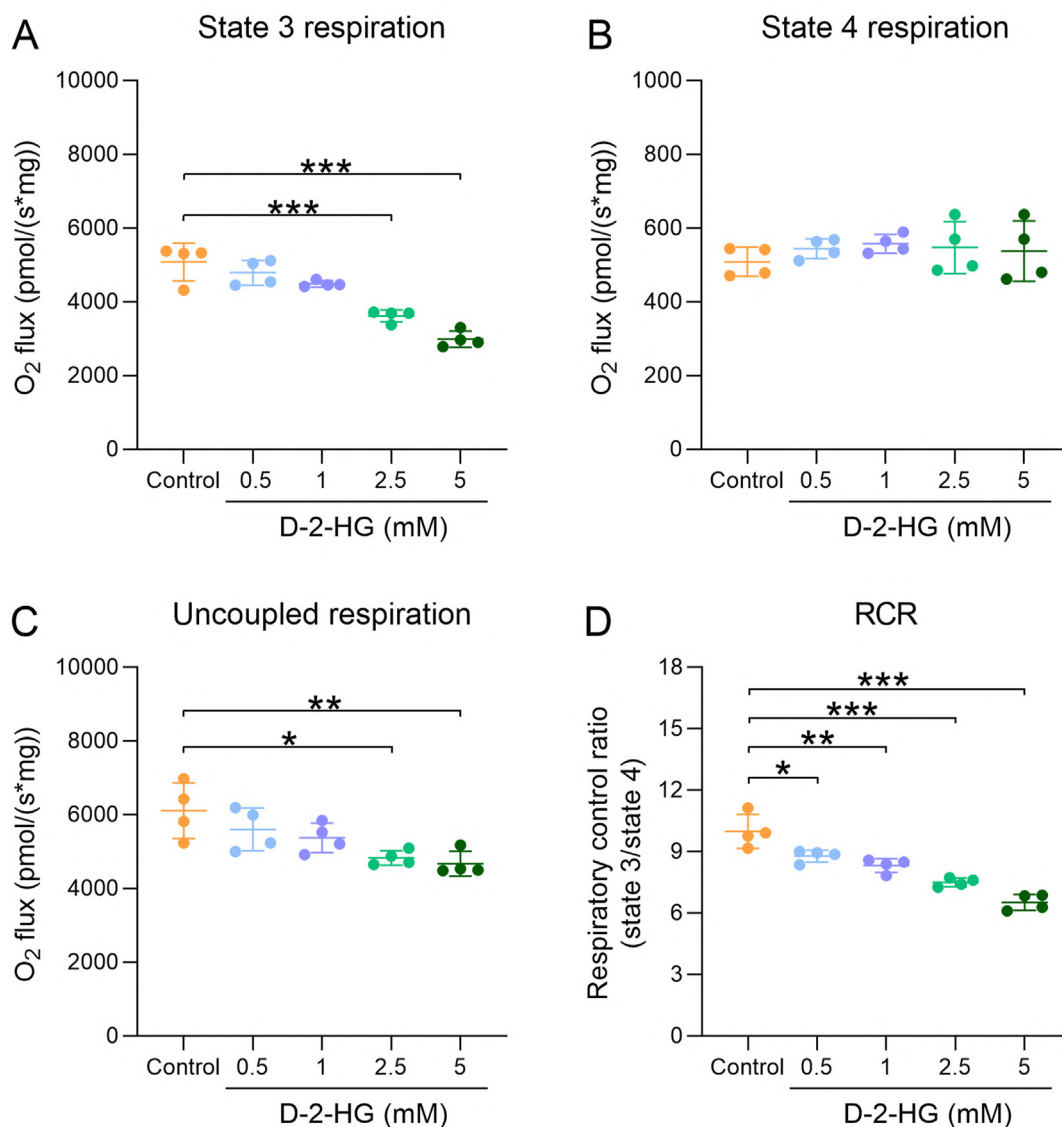 A
State 3 respiration
10000
8000
6000
4000
2000
0
O2 flux (pmol/(s*mg))
***
***
Control
0.5
1
2.5
5
D-2-HG (mM)
B
State 4 respiration
1000
800
600
400
200
0
O2 flux (pmol/(s*mg))
Control
0.5
1
2.5
5
D-2-HG (mM)
C
Uncoupled respiration
10000
8000
6000
4000
2000
0
O2 flux (pmol/(s*mg))
**
*
Control
0.5
1
2.5
5
D-2-HG (mM)
D
RCR
18
15
12
9
6
3
0
Respiratory control ratio
(state 3/state 4)
***
***
**
*
Control
0.5
1
2.5
5
D-2-HG (mM)